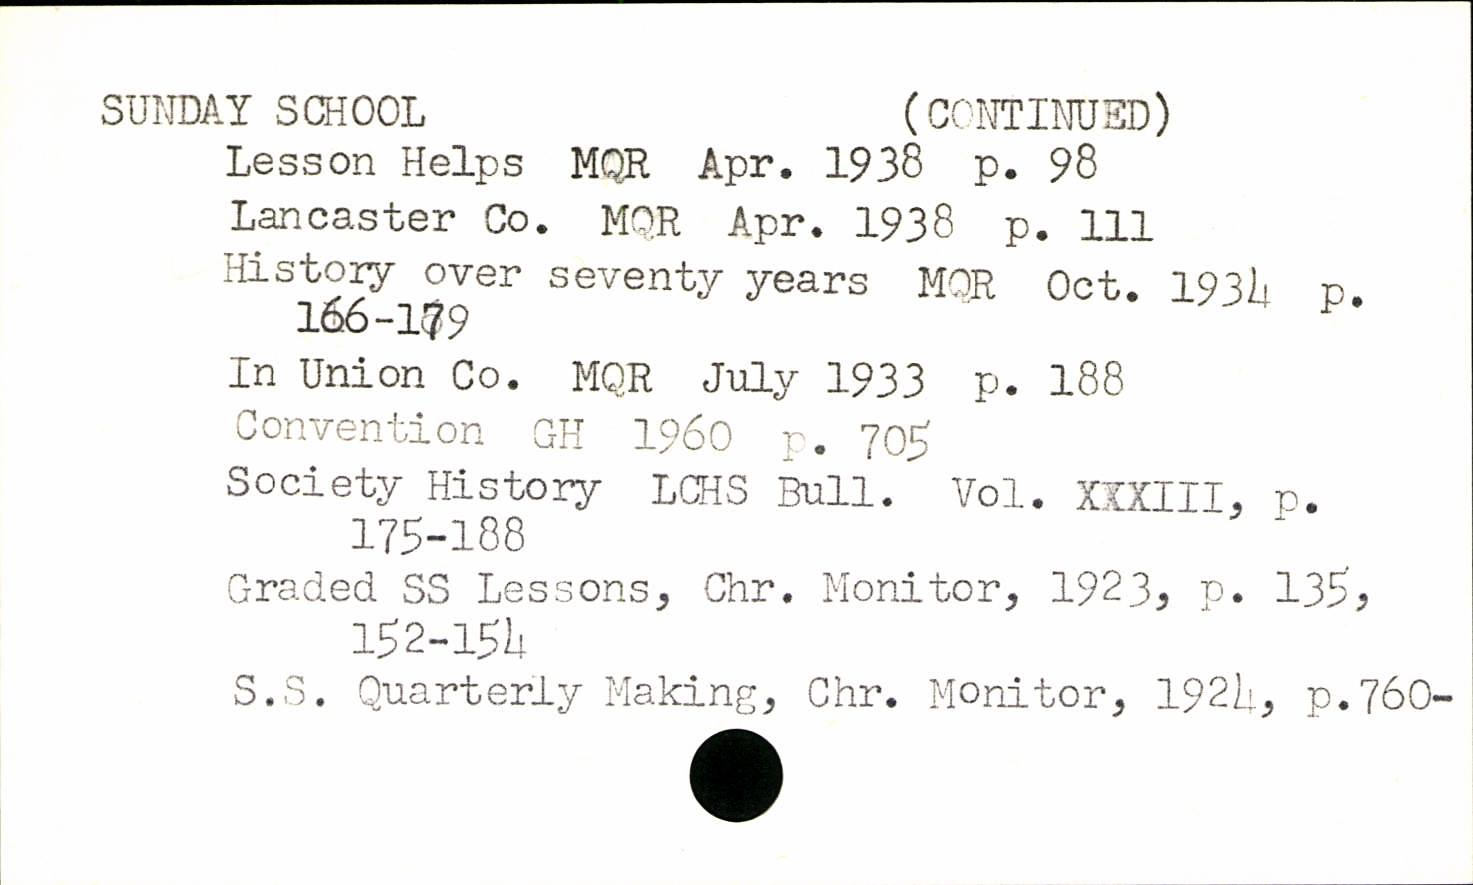 SUNDAY SCHOOL (CONTINUED)
Lesson Helps MQR Apr. 1938 p. 98
Lancaster Co. MQR Apr. 1938 p. 111
History over seventy years MQR Oct. 1934 p.
166-179
In Union Co. MQR July 1933 p. 188
Convention GH 1960 p. 705
Society History LCHS Bull. Vol. XXXIII, p.
175-188
Graded SS Lessons, Chr. Monitor, 1923, p. 135,
152-154
S.S. Quarterly Making, Chr. Monitor, 1924, p.760-